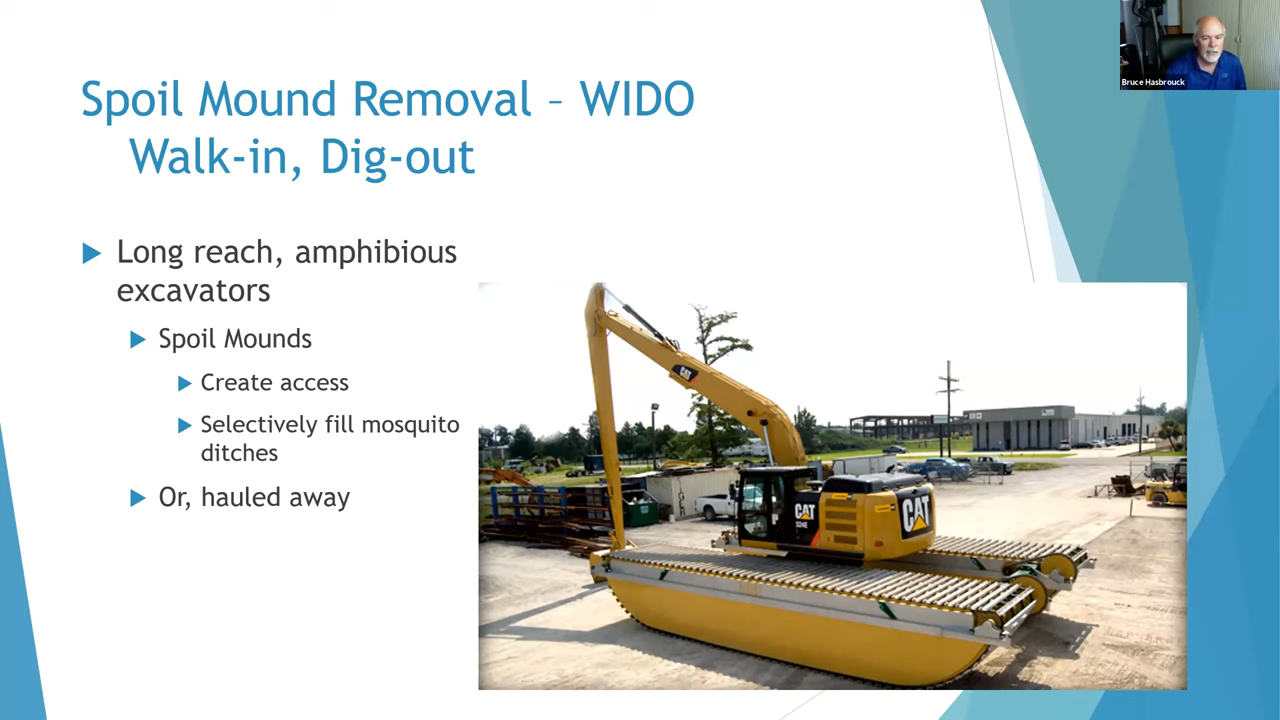 Bruce Hasbrouck
Spoil Mound Removal – WIDO
Walk-in, Dig-out
Long reach, amphibious
excavators
Spoil Mounds
Create access
Selectively fill mosquito
ditches
Or, hauled away
CAT
CAT
CAT